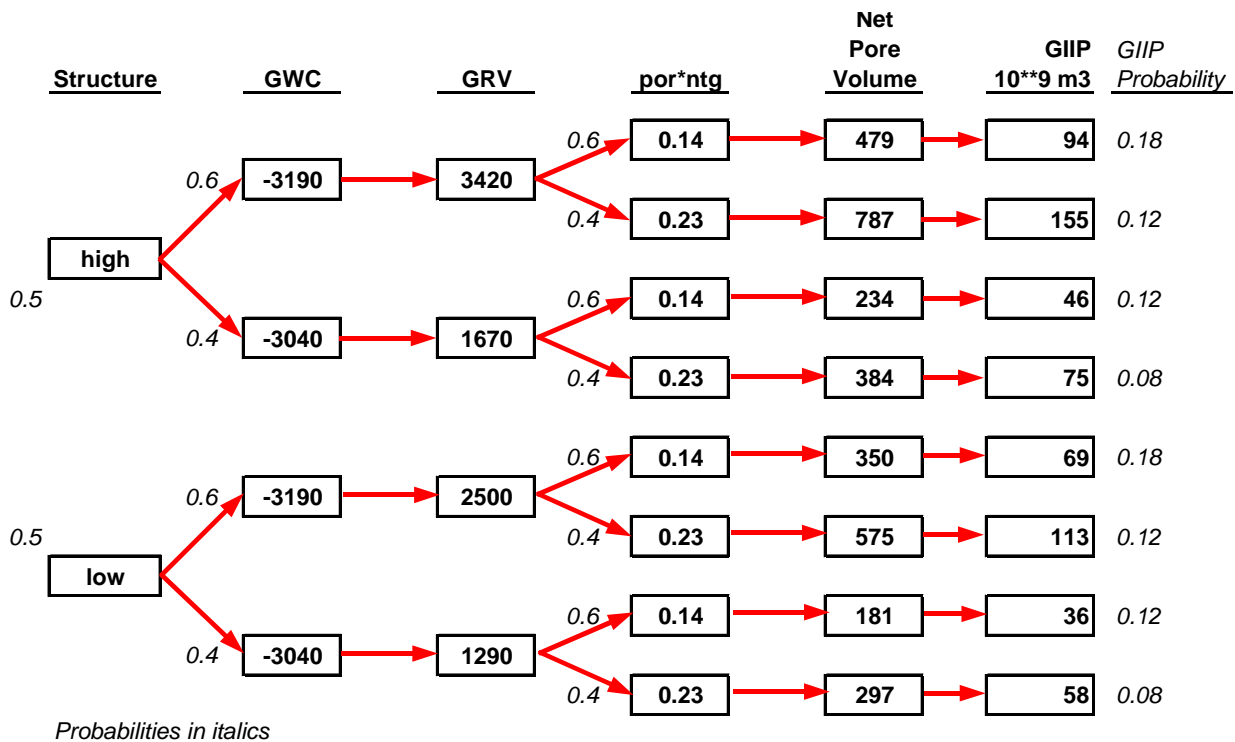 Net
Pore GIIP GIIP
Structure GWC GRV por*ntg Volume 10**9 m3 Probability
0.6 0.14 479 94 0.18
0.6 -3190 3420
0.4 0.23 787 155 0.12
high
0.5
0.6 0.14 234 46 0.12
0.4 -3040 1670
0.4 0.23 384 75 0.08
0.6 0.14 350 69 0.18
0.6 -3190 2500
0.5
0.4 0.23 575 113 0.12
low
0.6 0.14 181 36 0.12
0.4 -3040 1290
0.4 0.23 297 58 0.08
Probabilities in italics